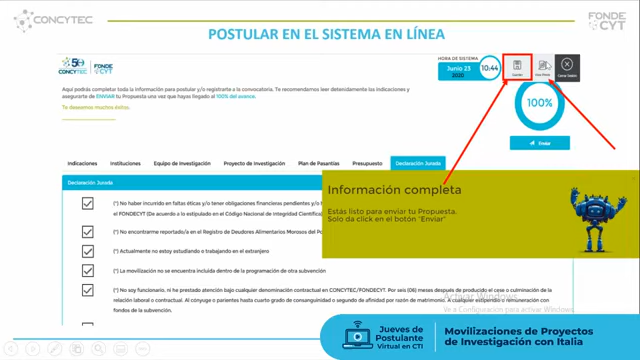 CONCYTEC
FONDE
CYT
POSTULAR EN EL SISTEMA EN LÍNEA
CONCYTEC
FONDE
CYT
HORA DE SISTEMA
Junio 23
2020
10:44
Guardar
Vista Previa
Cerrar Sesión
Aquí podrás completar toda la información para postular y/o registrarte a la convocatoria. Te recomendamos leer detenidamente las indicaciones y
asegurarte de ENVIAR tu Propuesta una vez que hayas llegado al 100% del avance.
Te deseamos muchos éxitos.
100%
Enviar
Indicaciones
Instituciones
Equipo de Investigación
Proyecto de Investigación
Plan de Pasantías
Presupuesto
Declaración Jurada
Declaración Jurada
(*) No haber incurrido en faltas éticas y/o tener obligaciones financieras pendientes y/o
el FONDECYT (De acuerdo a lo estipulado en el Código Nacional de Integridad Científica
(*) No encontrarme reportado/a en el Registro de Deudores Alimentarios Morosos del
(*) Actualmente no estoy estudiando o trabajando en el extranjero
(*) La movilización no se encuentra incluida dentro de la programación de otra subvención
(*) No soy funcionario, ni he prestado atención bajo cualquier denominación contractual en CONCYTEC/FONDECYT. Por seis (06) meses después de producido el cese o culminación de la
relación laboral o contractual. Al cónyuge o parientes hasta cuarto grado de consanguinidad o segundo de afinidad por razón de matrimonio. A cualquier estipendio o remuneración con
fondos de la subvención.
Información completa
Estás listo para enviar tu Propuesta.
Solo da click en el botón "Enviar"
Activar Windows
Ve a Configuración para activar Windows.
Jueves de
Postulante
Virtual en CTI
Movilizaciones de Proyectos
de Investigación con Italia